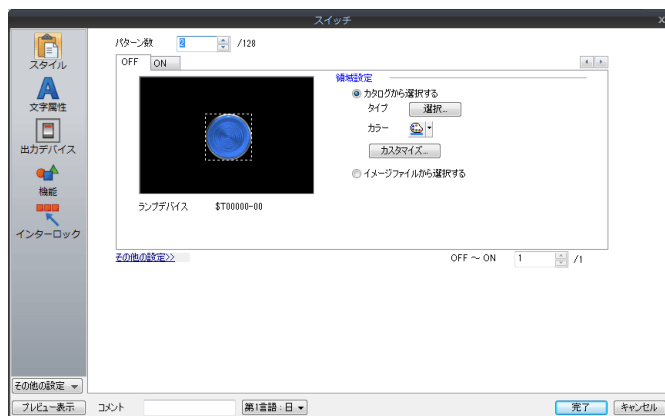 スイッチ
スタイル
文字属性
出力デバイス
機能
インターロック
その他の設定
プレビュー表示
パターン数 2 /128
OFF ON
ランプデバイス $T00000-00
領域設定
カタログから選択する
タイプ 選択...
カラー
カスタマイズ...
イメージファイルから選択する
その他の設定>>
OFF ～ ON 1 /1
コメント 第1言語 : 日
完了 キャンセル